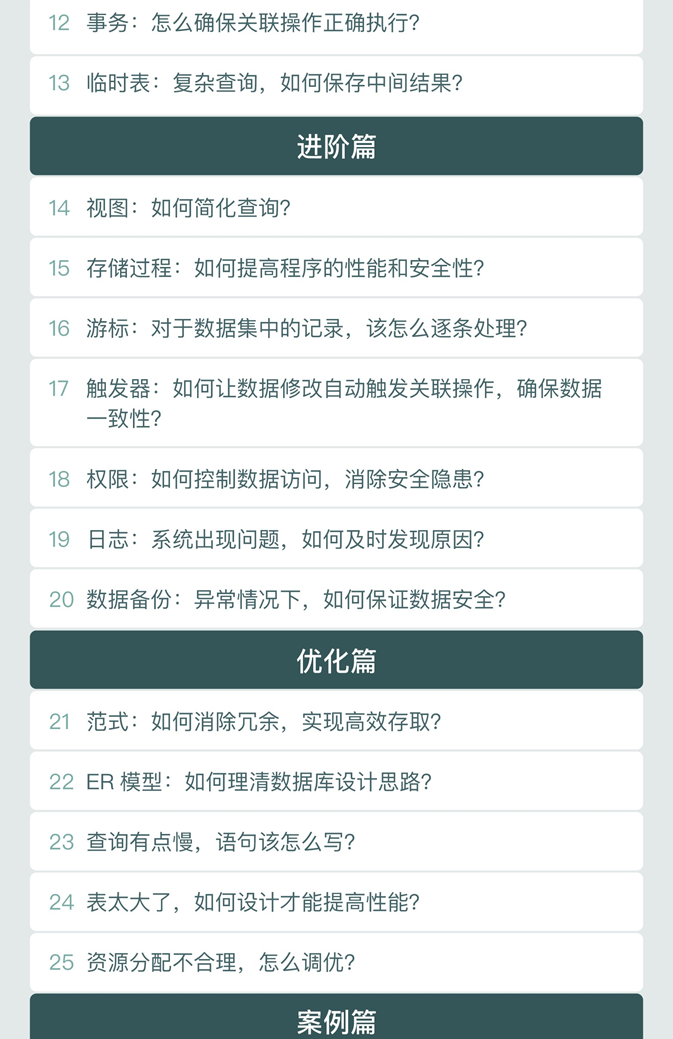 12 事务：怎么确保关联操作正确执行？
13 临时表：复杂查询，如何保存中间结果？
进阶篇
14 视图：如何简化查询？
15 存储过程：如何提高程序的性能和安全性？
16 游标：对于数据集中的记录，该怎么逐条处理？
17 触发器：如何让数据修改自动触发关联操作，确保数据
一致性？
18 权限：如何控制数据访问，消除安全隐患？
19 日志：系统出现问题，如何及时发现原因？
20 数据备份：异常情况下，如何保证数据安全？
优化篇
21 范式：如何消除冗余，实现高效存取？
22 ER 模型：如何理清数据库设计思路？
23 查询有点慢，语句该怎么写？
24 表太大了，如何设计才能提高性能？
25 资源分配不合理，怎么调优？
案例篇